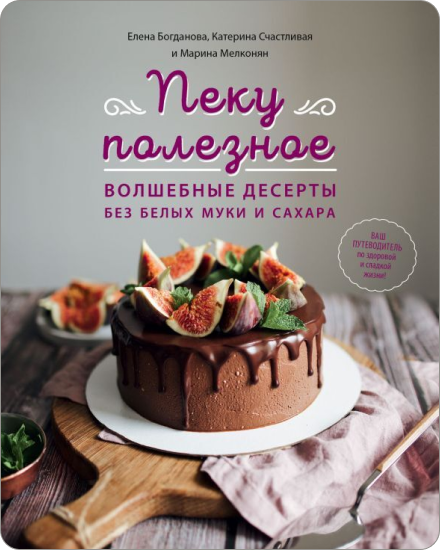 Елена Богданова, Катерина Счастливая
и Марина Мелконян
Пеку
полезное
ВОЛШЕБНЫЕ ДЕСЕРТЫ
БЕЗ БЕЛЫХ МУКИ И САХАРА
ВАШ
ПУТЕВОДИТЕЛЬ
по здоровой
и сладкой
жизни!